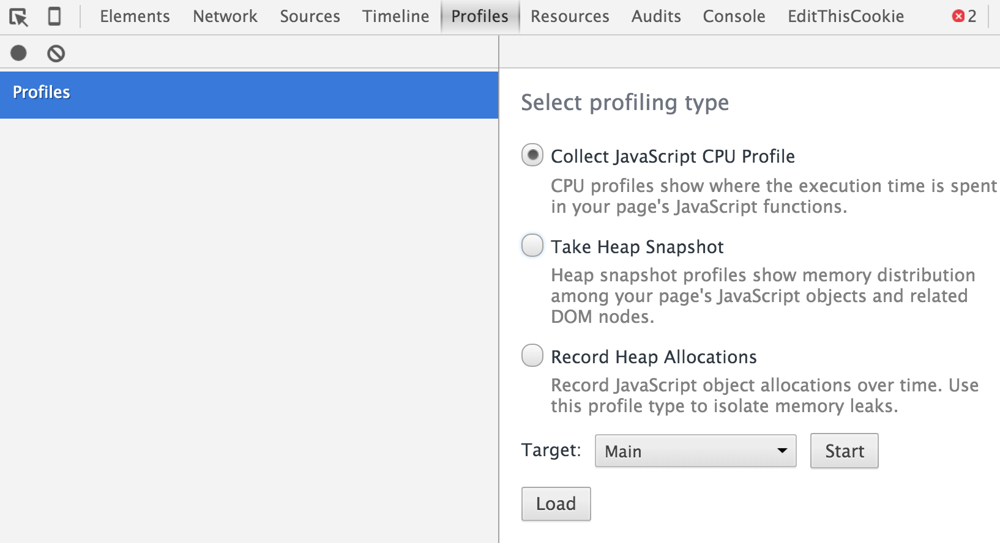 Elements Network Sources Timeline Profiles Resources Audits Console EditThisCookie 2
Profiles
Select profiling type
Collect JavaScript CPU Profile
CPU profiles show where the execution time is spent
in your page's JavaScript functions.
Take Heap Snapshot
Heap snapshot profiles show memory distribution
among your page's JavaScript objects and related
DOM nodes.
Record Heap Allocations
Record JavaScript object allocations over time. Use
this profile type to isolate memory leaks.
Target: Main Start
Load